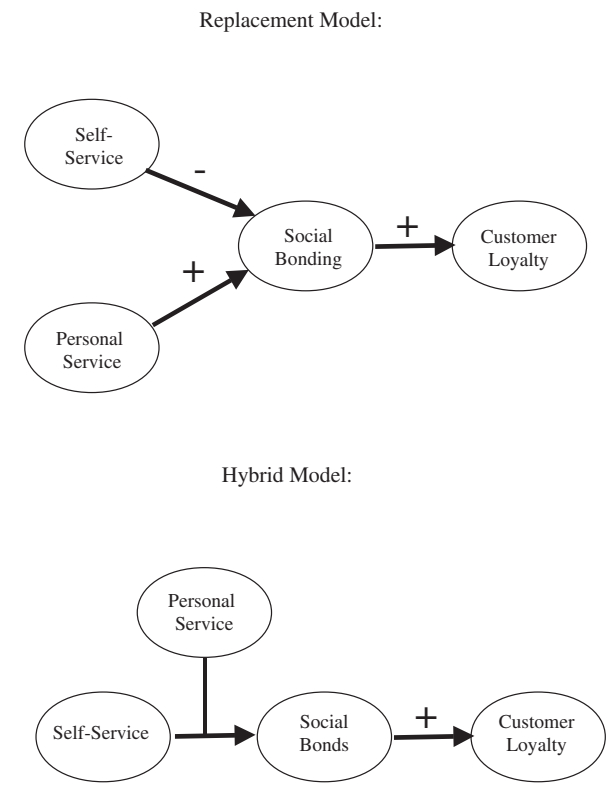 Replacement Model:
Self-
Service
-
Social
Bonding
+
Customer
Loyalty
+
Personal
Service
Hybrid Model:
Personal
Service
Self-Service
Social
Bonds
+
Customer
Loyalty